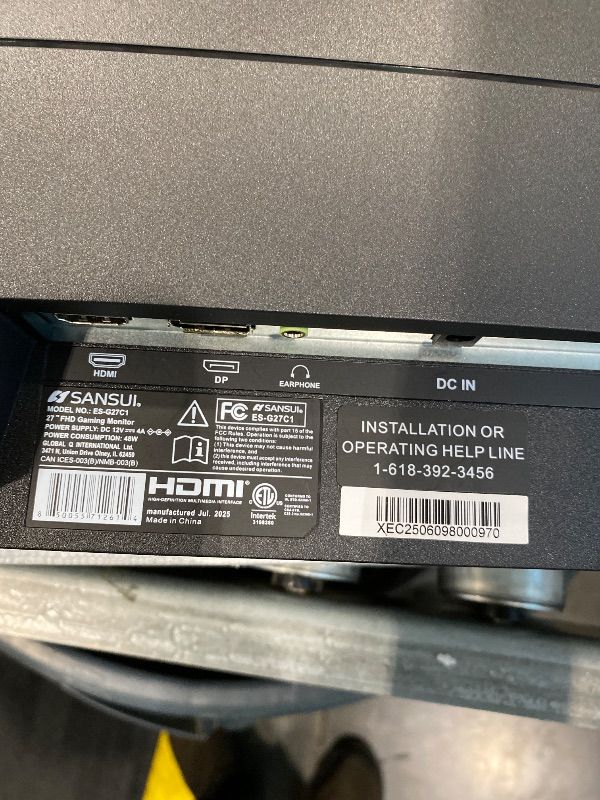 HDMI
DP
EARPHONE
DC IN
SANSUI
MODEL NO.: ES-G27C1
27" FHD Gaming Monitor
POWER SUPPLY: DC 12V 4A
POWER CONSUMPTION: 48W
GLOBAL Q INTERNATIONAL Ltd.
3471 N, Union Drive Olney, IL 62450
CAN ICES-003(B)/NMB-003(B)
FC SANSUI
ES-G27C1
This device complies with part 15 of the
FCC Rules. Operation is subject to the
following two conditions:
(1) This device may not cause harmful
interference, and
(2) this device must accept any interference
received, including interference that may
cause undesired operation.
HDMI
HIGH-DEFINITION MULTIMEDIA INTERFACE
manufactured Jul. 2025
Made in China
Intertek
INSTALLATION OR
OPERATING HELP LINE
1-618-392-3456
XEC2506098000970